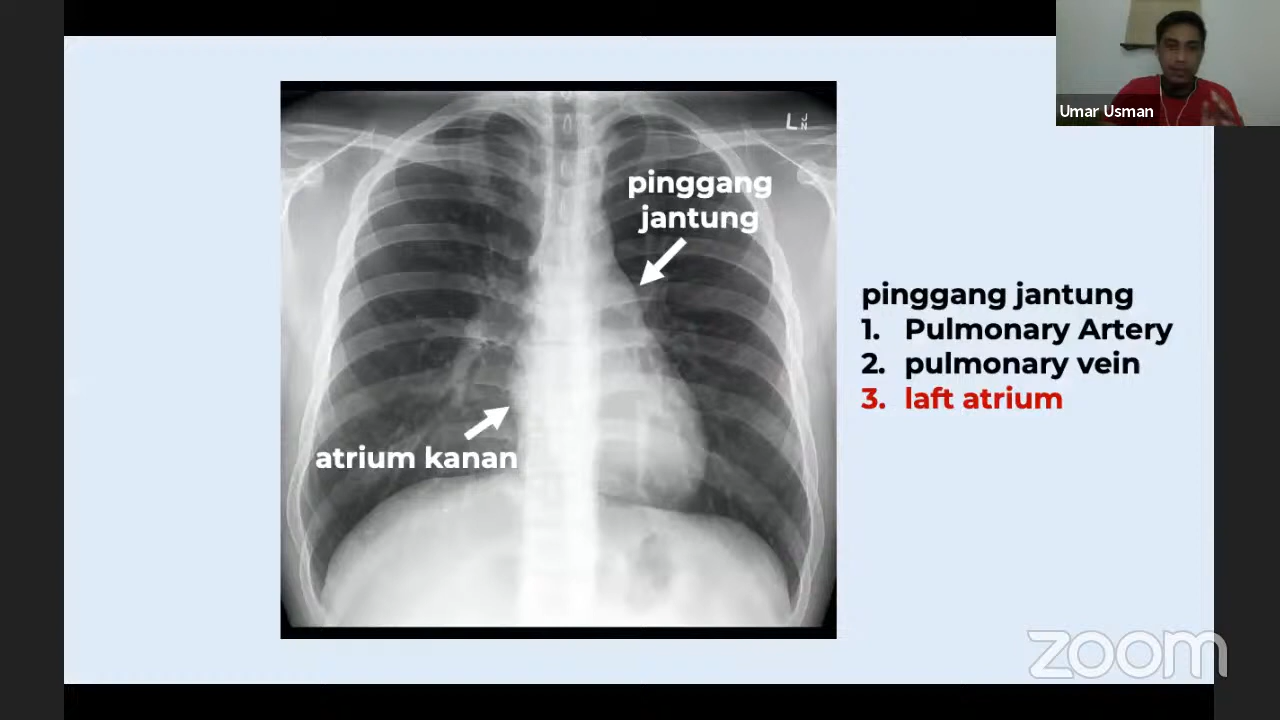 Umar Usman
L J
N
pinggang
jantung
atrium kanan
pinggang jantung
1. Pulmonary Artery
2. pulmonary vein
3. laft atrium
zoom